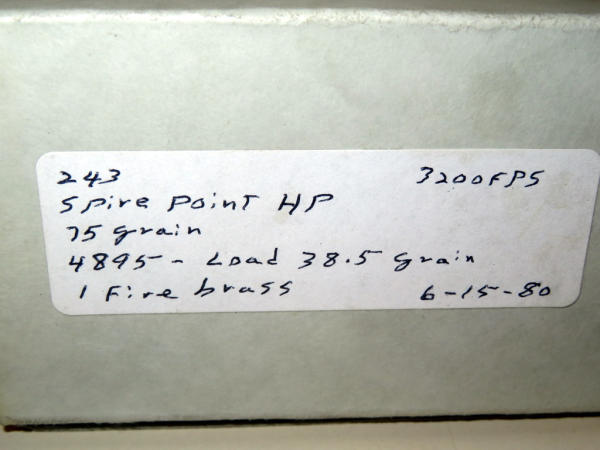 243 3200FPS
Spire Point HP
75 grain
4895 - Load 38.5 Grain
1 Fire brass 6-15-80